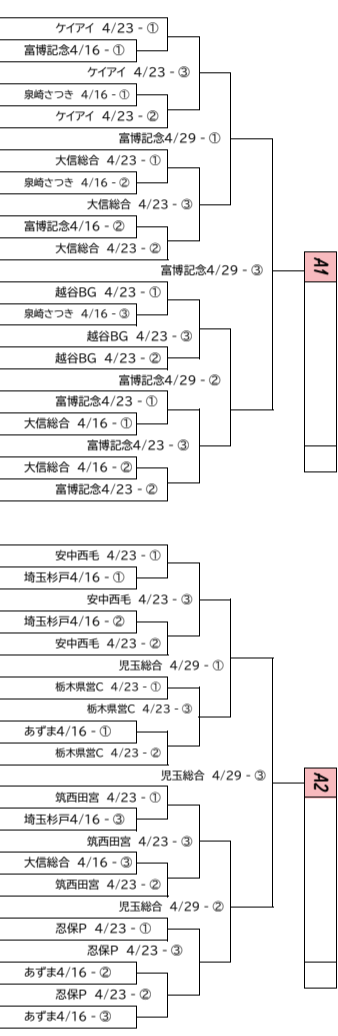 ケイアイ 4/23 - ①
富博記念4/16 - ①
ケイアイ 4/23 - ③
泉崎さつき 4/16 - ①
ケイアイ 4/23 - ②
富博記念4/29 - ①
大信総合 4/23 - ①
泉崎さつき 4/16 - ②
大信総合 4/23 - ③
富博記念4/16 - ②
大信総合 4/23 - ②
富博記念4/29 - ③
A1
越谷BG 4/23 - ①
泉崎さつき 4/16 - ③
越谷BG 4/23 - ③
越谷BG 4/23 - ②
富博記念4/29 - ②
富博記念4/23 - ①
大信総合 4/16 - ①
富博記念4/23 - ③
大信総合 4/16 - ②
富博記念4/23 - ②
安中西毛 4/23 - ①
埼玉杉戸4/16 - ①
安中西毛 4/23 - ③
埼玉杉戸4/16 - ②
安中西毛 4/23 - ②
児玉総合 4/29 - ①
栃木県営C 4/23 - ①
栃木県営C 4/23 - ③
あずま4/16 - ①
栃木県営C 4/23 - ②
児玉総合 4/29 - ③
A2
筑西田宮 4/23 - ①
埼玉杉戸4/16 - ③
筑西田宮 4/23 - ③
大信総合 4/16 - ③
筑西田宮 4/23 - ②
児玉総合 4/29 - ②
忍保P 4/23 - ①
忍保P 4/23 - ③
あずま4/16 - ②
忍保P 4/23 - ②
あずま4/16 - ③